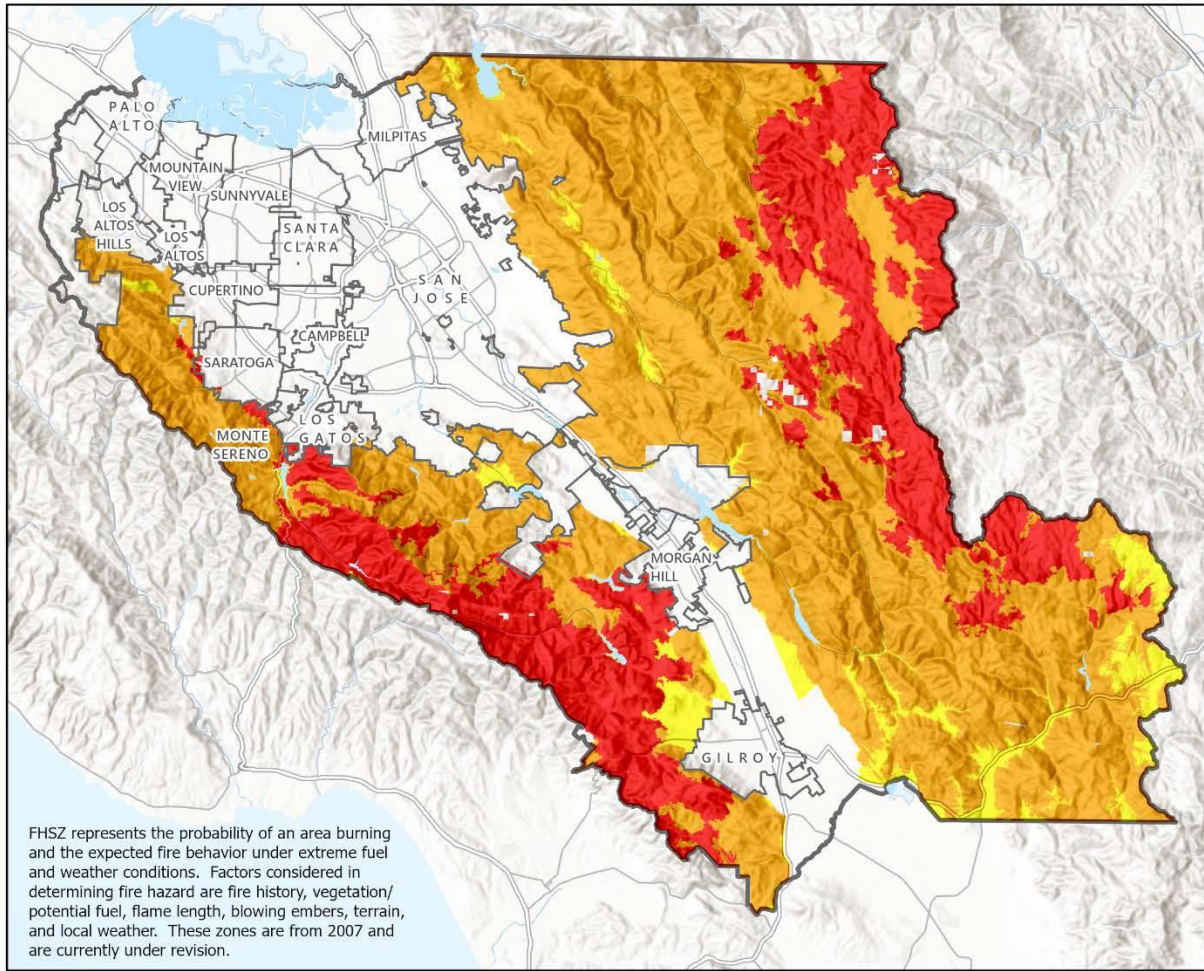 PALO
ALTO
MILPITAS
MOUNTAIN
VIEW
SUNNYVALE
LOS
ALTOS
HILLS
LOS
ALTOS
SANTA
CLARA
CUPERTINO
SAN
JOSE
CAMPBELL
SARATOGA
LOS
GATOS
MONTE
SERENO
MORGAN
HILL
GILROY
FHSZ represents the probability of an area burning
and the expected fire behavior under extreme fuel
and weather conditions. Factors considered in
determining fire hazard are fire history, vegetation/
potential fuel, flame length, blowing embers, terrain,
and local weather. These zones are from 2007 and
are currently under revision.